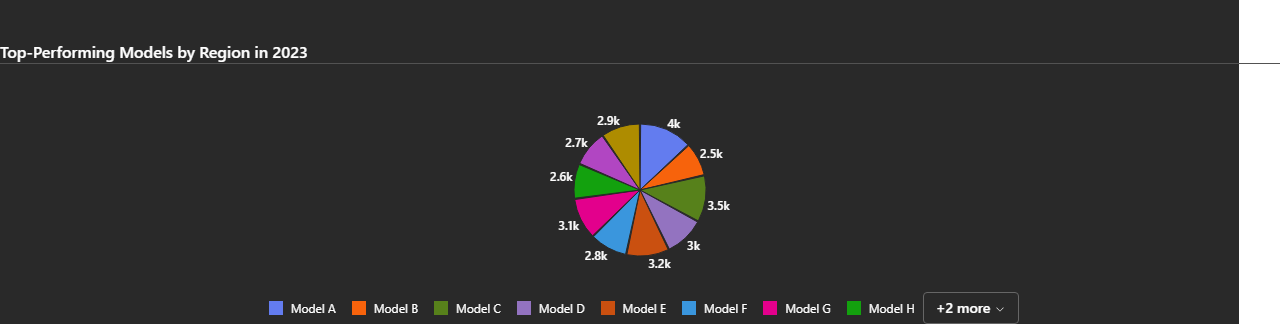 Top-Performing Models by Region in 2023
2.9k
4k
2.7k
2.5k
2.6k
3.5k
3.1k
3k
2.8k
3.2k
Model A Model B Model C Model D Model E Model F Model G Model H +2 more